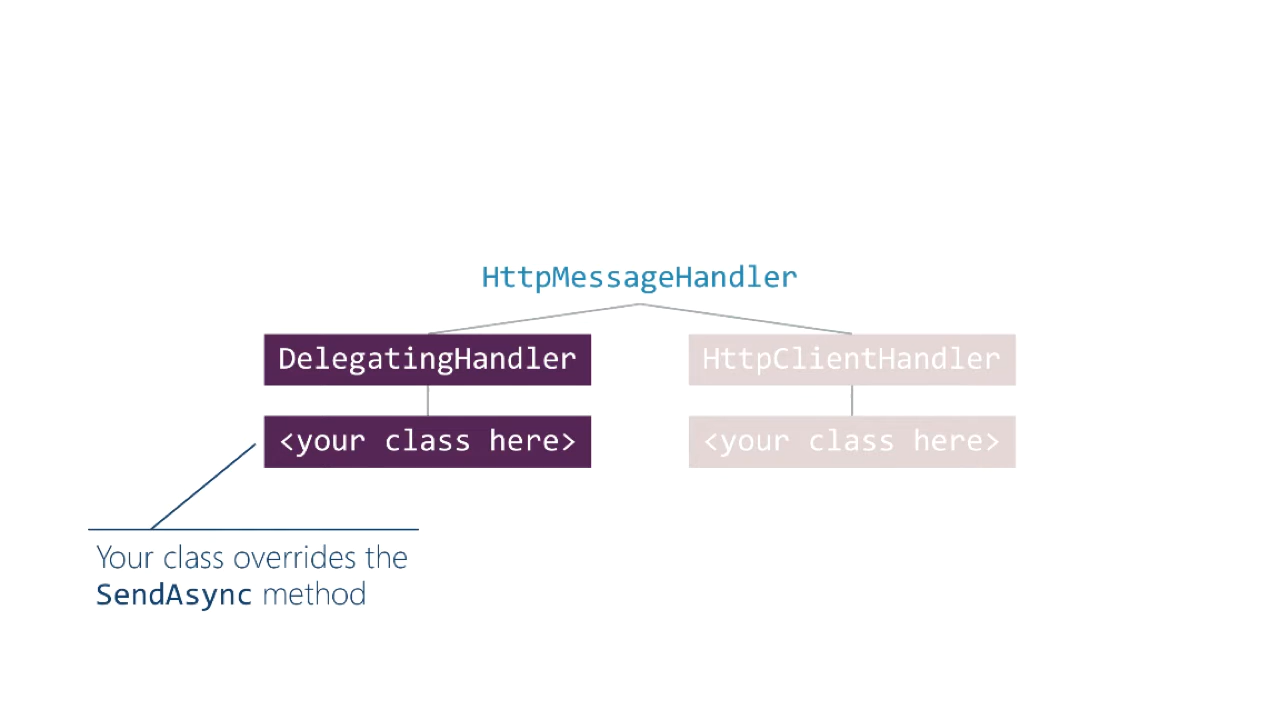 HttpMessageHandler
DelegatingHandler
HttpClientHandler
<your class here>
<your class here>
Your class overrides the
SendAsync method